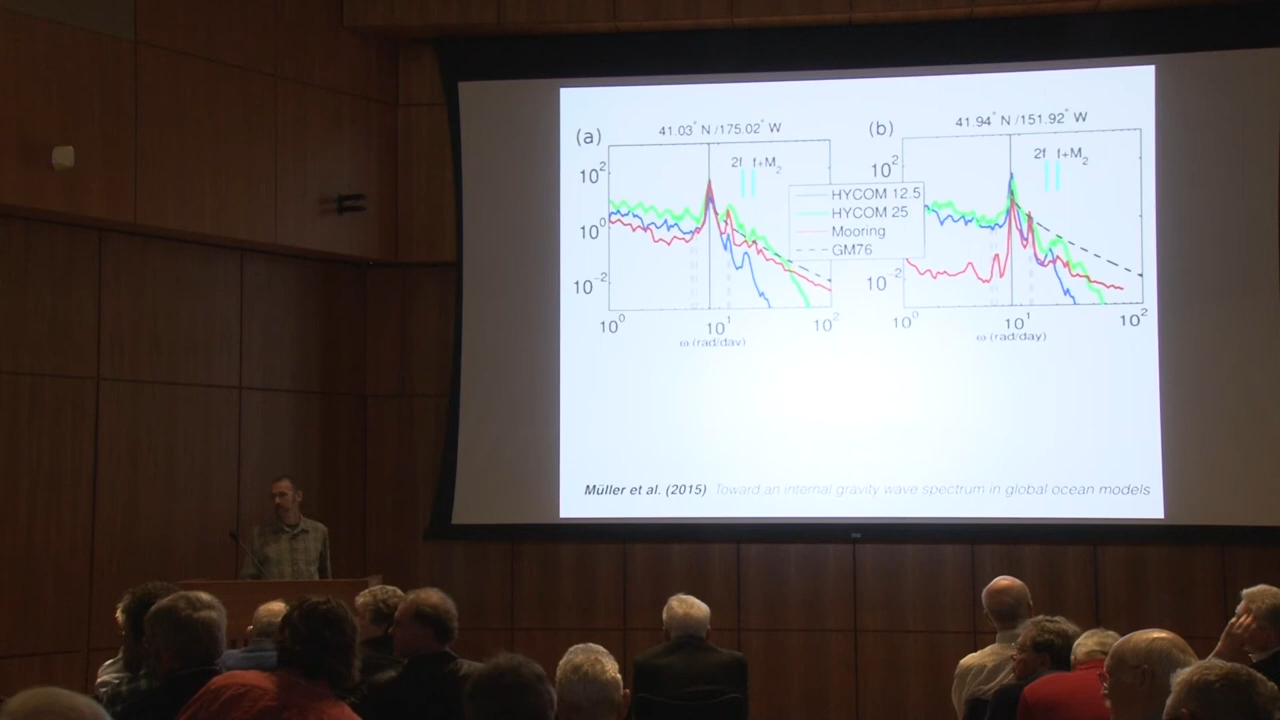 (a)
41.03° N /175.02° W
2f f+M2
10^2
10^0
10^-2
10^0 10^1 10^2
ω (rad/day)
HYCOM 12.5
HYCOM 25
Mooring
GM76
(b)
41.94° N /151.92° W
2f f+M2
10^2
10^-2
10^0 10^1 10^2
ω (rad/day)
Müller et al. (2015) Toward an internal gravity wave spectrum in global ocean models